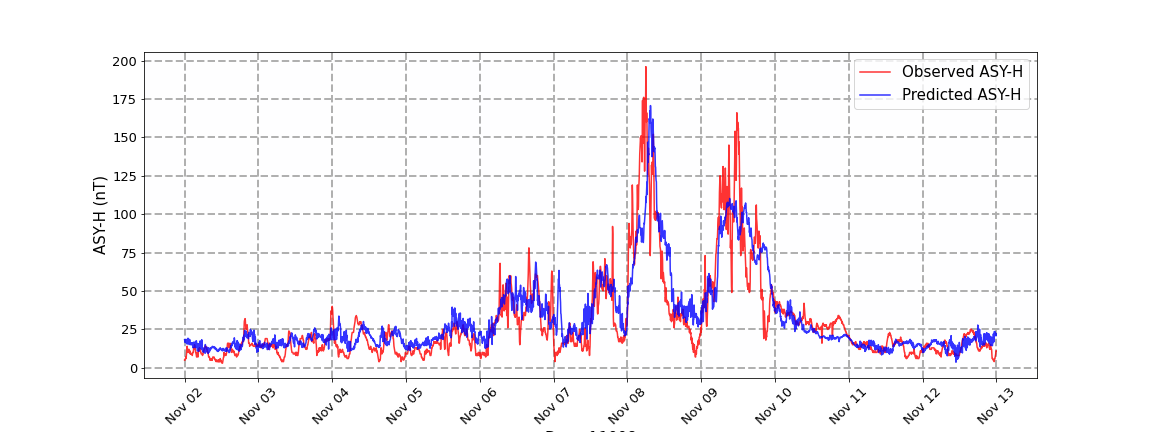 200
175
150
125
100
75
50
25
0
ASY-H (nT)
Observed ASY-H
Predicted ASY-H
Nov 02
Nov 03
Nov 04
Nov 05
Nov 06
Nov 07
Nov 08
Nov 09
Nov 10
Nov 11
Nov 12
Nov 13